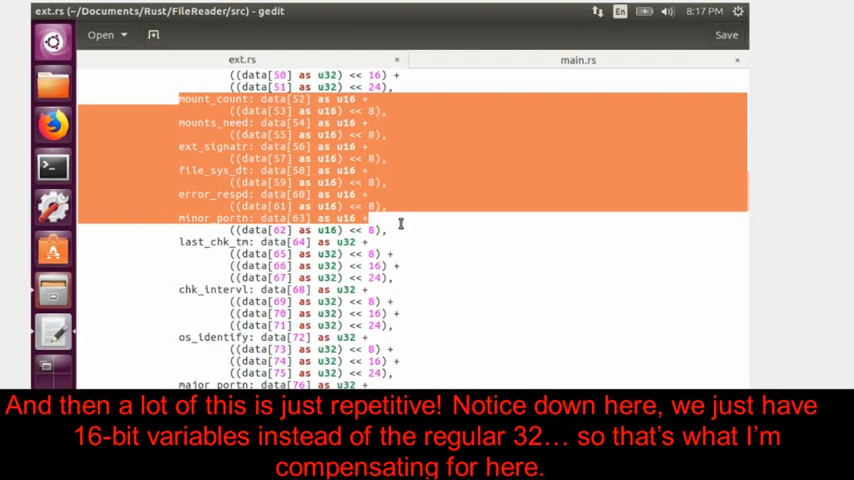 ext.rs (~/Documents/Rust/FileReader/src) - gedit
En
8:17 PM
Open
Save
ext.rs
×
main.rs
×
((data[50] as u32) << 16) +
((data[51] as u32) << 24),
mount_count: data[52] as u16 +
((data[53] as u16) << 8),
mounts_need: data[54] as u16 +
((data[55] as u16) << 8),
ext_signatr: data[56] as u16 +
((data[57] as u16) << 8),
file_sys_dt: data[58] as u16 +
((data[59] as u16) << 8),
error_respd: data[60] as u16 +
((data[61] as u16) << 8),
minor_portn: data[63] as u16 +
((data[62] as u16) << 8),
last_chk_tm: data[64] as u32 +
((data[65] as u32) << 8) +
((data[66] as u32) << 16) +
((data[67] as u32) << 24),
chk_intervl: data[68] as u32 +
((data[69] as u32) << 8) +
((data[70] as u32) << 16) +
((data[71] as u32) << 24),
os_identify: data[72] as u32 +
((data[73] as u32) << 8) +
((data[74] as u32) << 16) +
((data[75] as u32) << 24),
major_portn: data[76] as u32 +
And then a lot of this is just repetitive! Notice down here, we just have
16-bit variables instead of the regular 32… so that's what I'm
compensating for here.